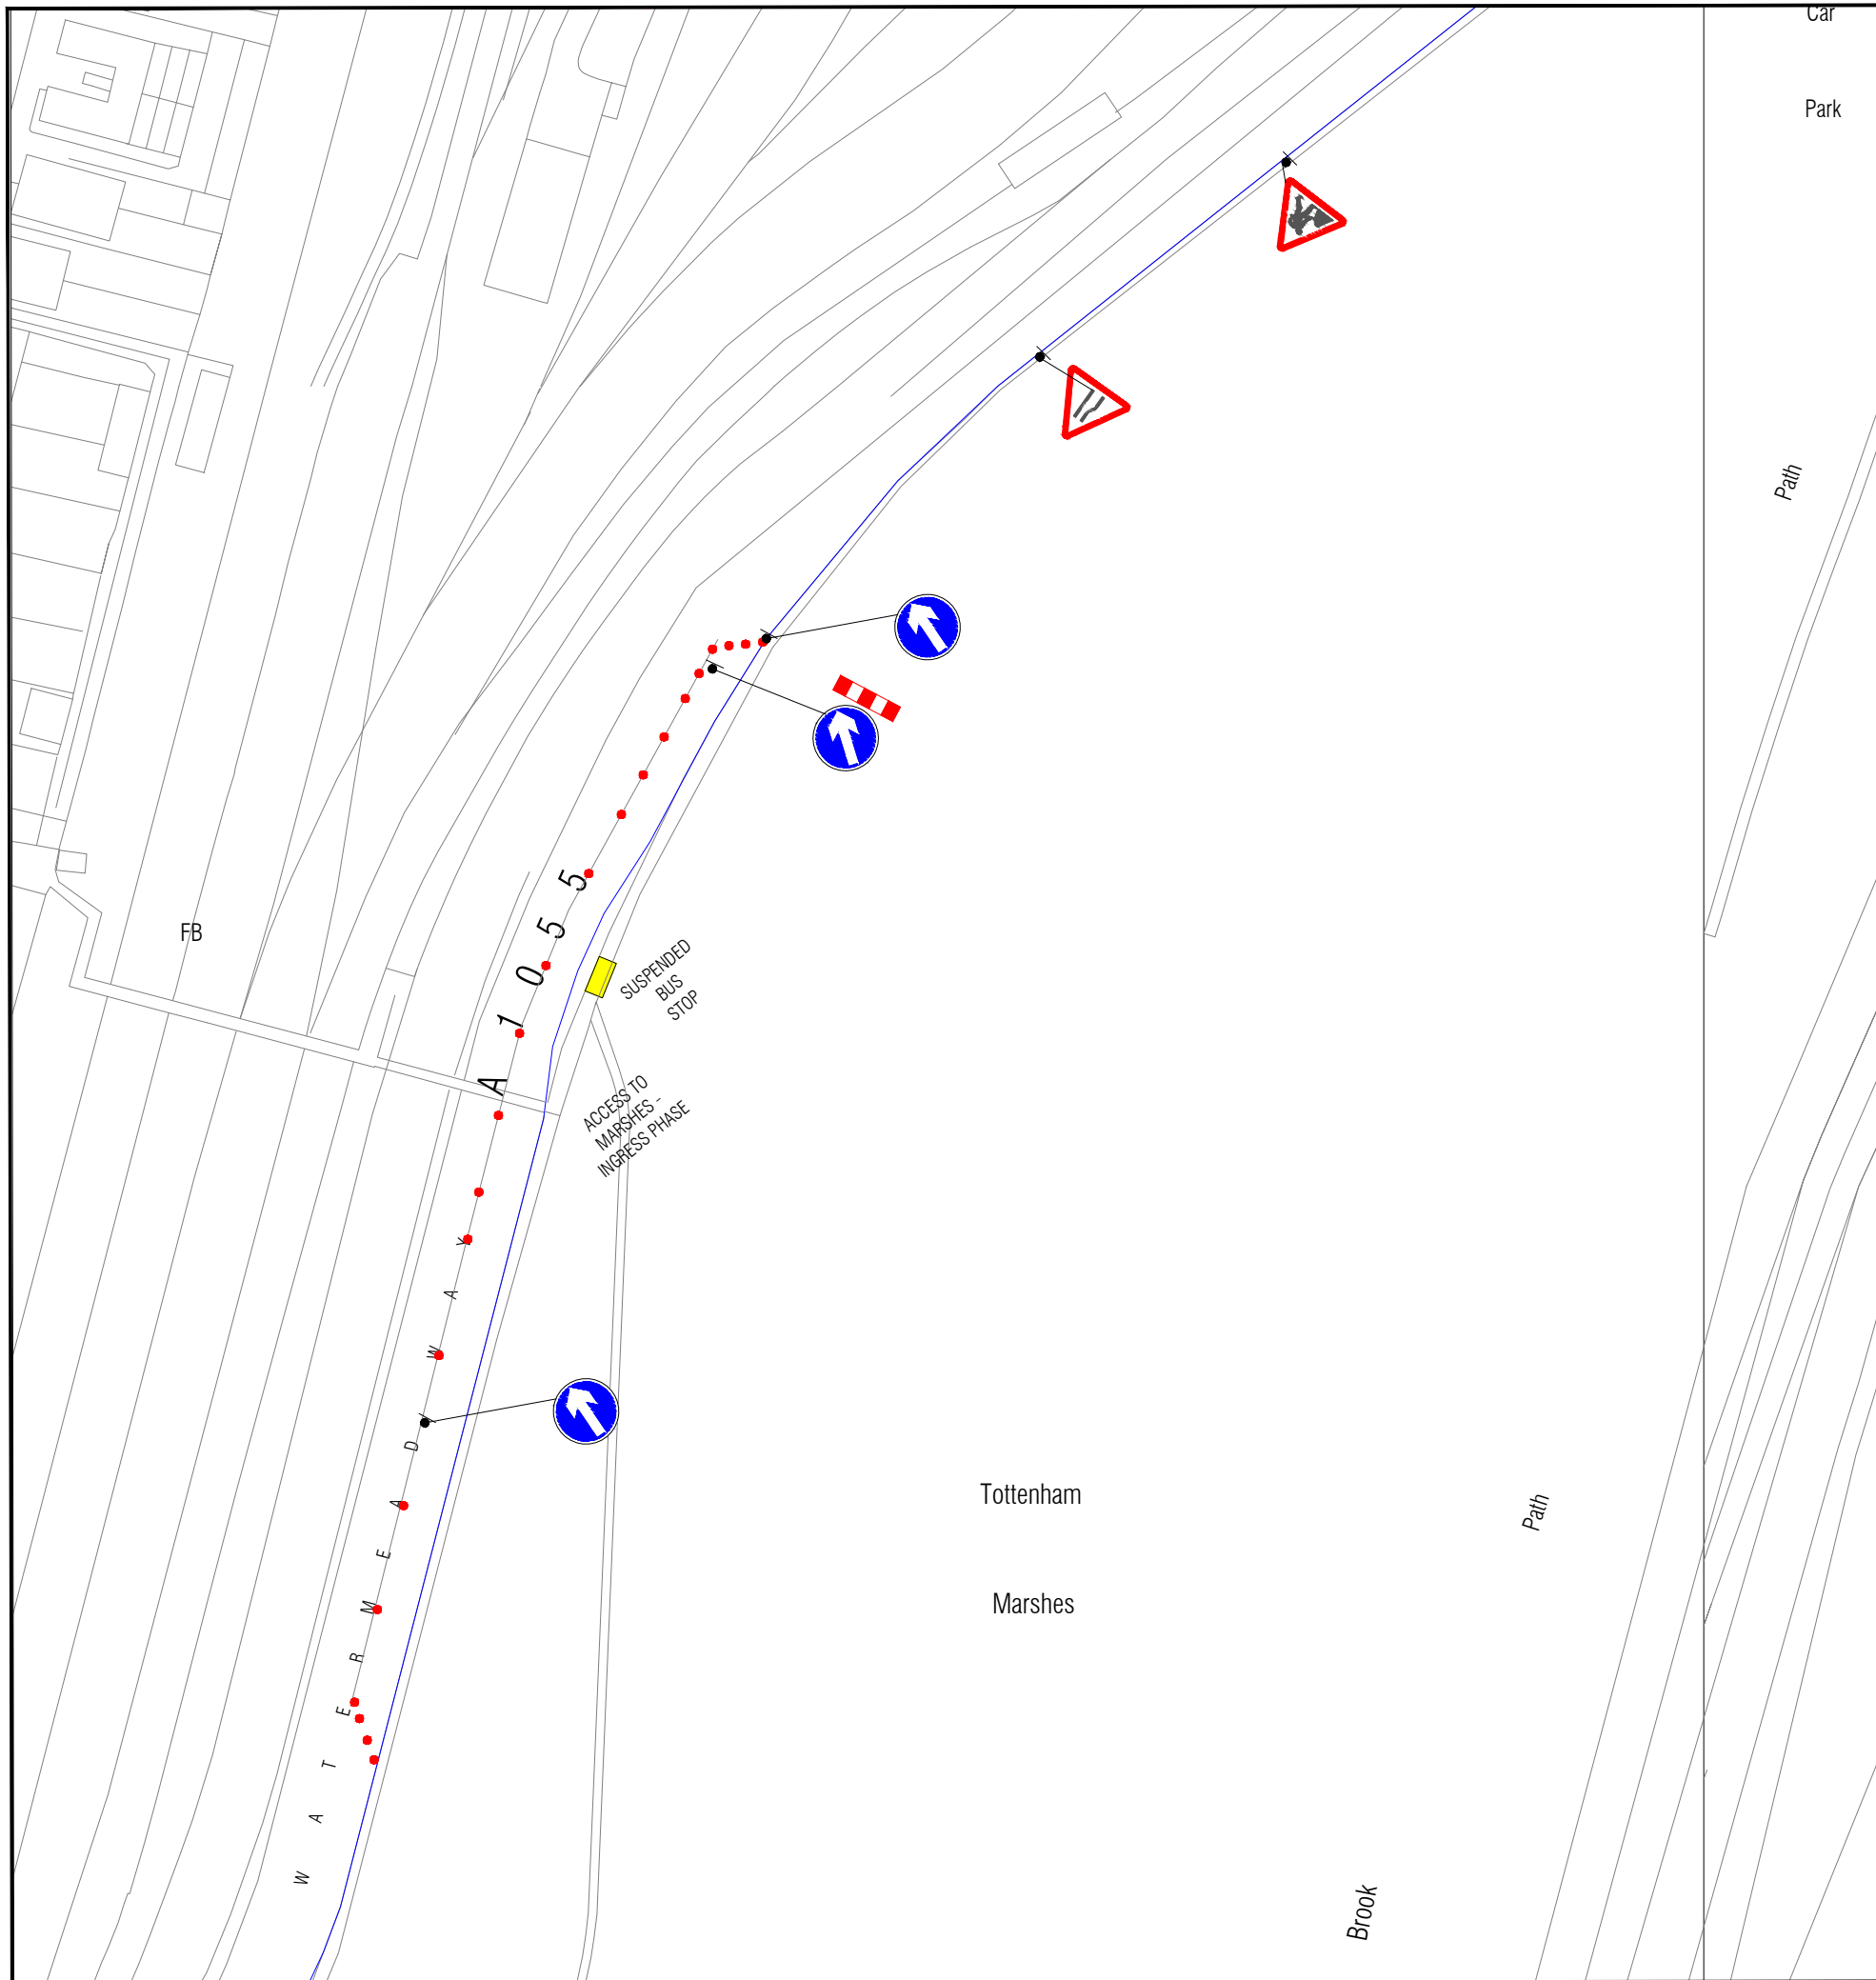 Car
Park
Path
FB
SUSPENDED
BUS
STOP
A1055
ACCESS TO
MARSHES -
INGRESS PHASE
WATERMEAD WAY
Tottenham
Marshes
Path
Brook